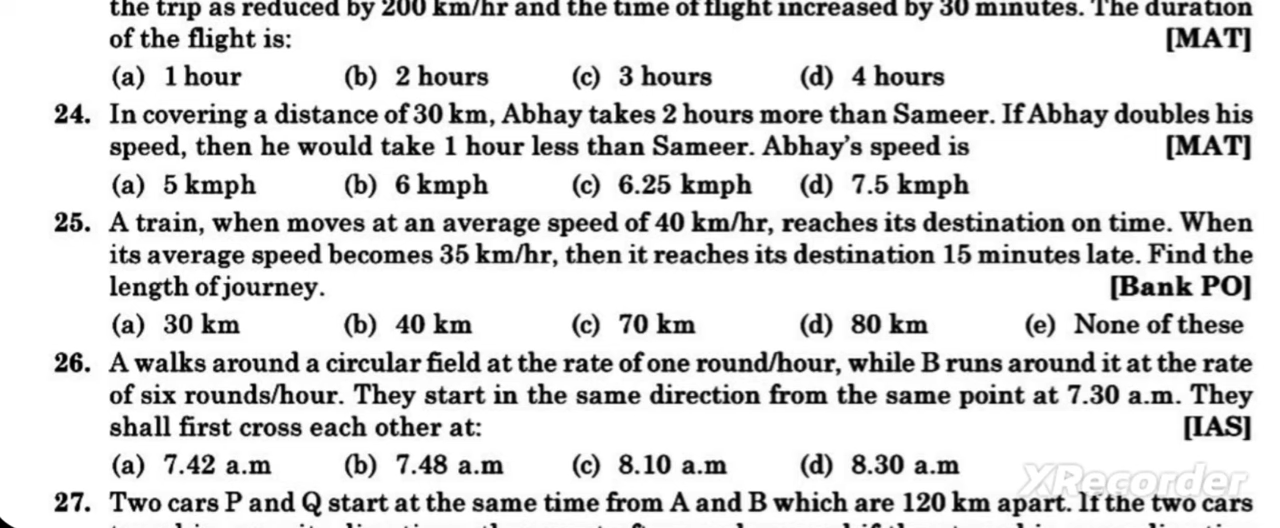 the trip as reduced by 200 km/hr and the time of flight increased by 30 minutes. The duration
of the flight is: [MAT]
(a) 1 hour (b) 2 hours (c) 3 hours (d) 4 hours
24. In covering a distance of 30 km, Abhay takes 2 hours more than Sameer. If Abhay doubles his
speed, then he would take 1 hour less than Sameer. Abhay's speed is [MAT]
(a) 5 kmph (b) 6 kmph (c) 6.25 kmph (d) 7.5 kmph
25. A train, when moves at an average speed of 40 km/hr, reaches its destination on time. When
its average speed becomes 35 km/hr, then it reaches its destination 15 minutes late. Find the
length of journey. [Bank PO]
(a) 30 km (b) 40 km (c) 70 km (d) 80 km (e) None of these
26. A walks around a circular field at the rate of one round/hour, while B runs around it at the rate
of six rounds/hour. They start in the same direction from the same point at 7.30 a.m. They
shall first cross each other at: [IAS]
(a) 7.42 a.m (b) 7.48 a.m (c) 8.10 a.m (d) 8.30 a.m
XRecorder
27. Two cars P and Q start at the same time from A and B which are 120 km apart. If the two cars